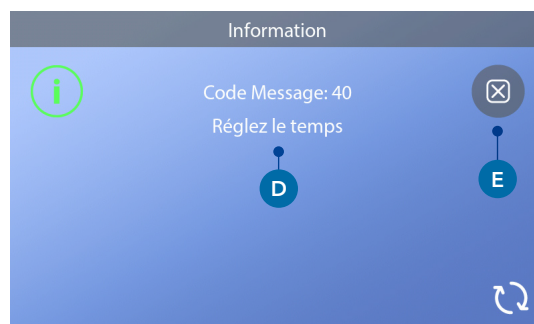 Information
Code Message: 40
Réglez le temps
D
E